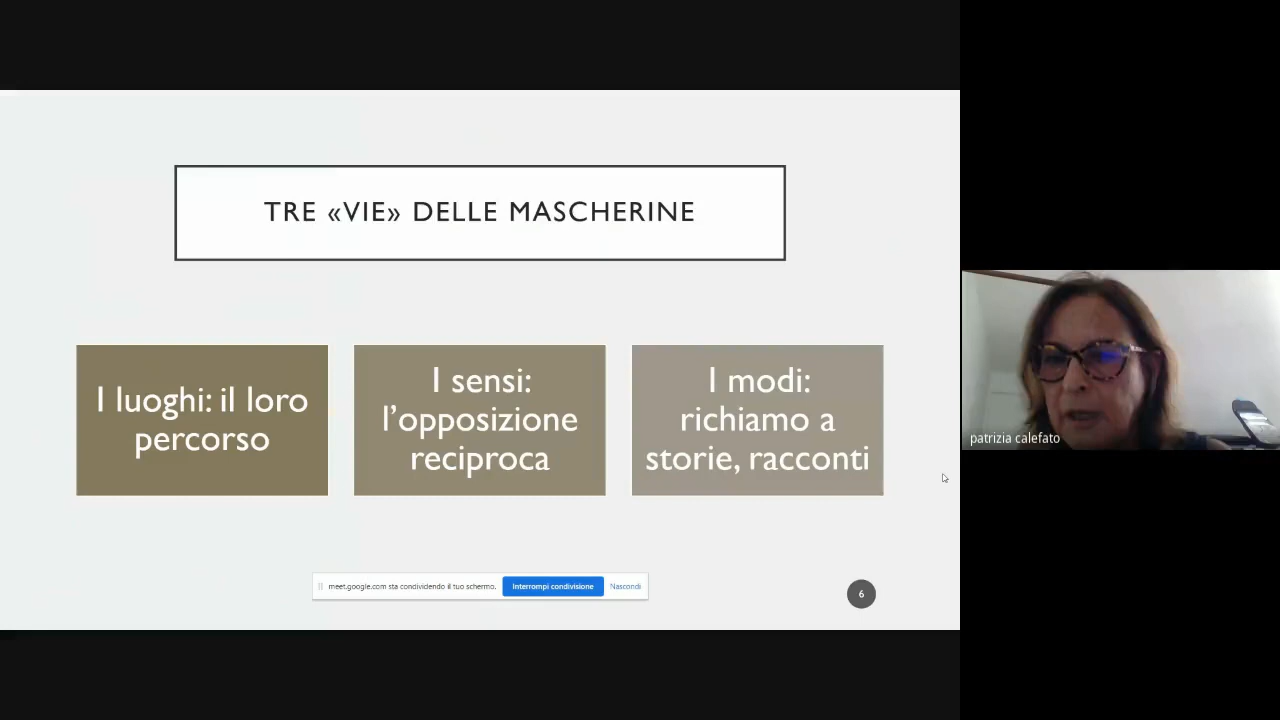 TRE «VIE» DELLE MASCHERINE
I luoghi: il loro
percorso
I sensi:
l'opposizione
reciproca
I modi:
richiamo a
storie, racconti
meet.google.com sta condividendo il tuo schermo. Interrompi condivisione Nascondi
6
patrizia calefato